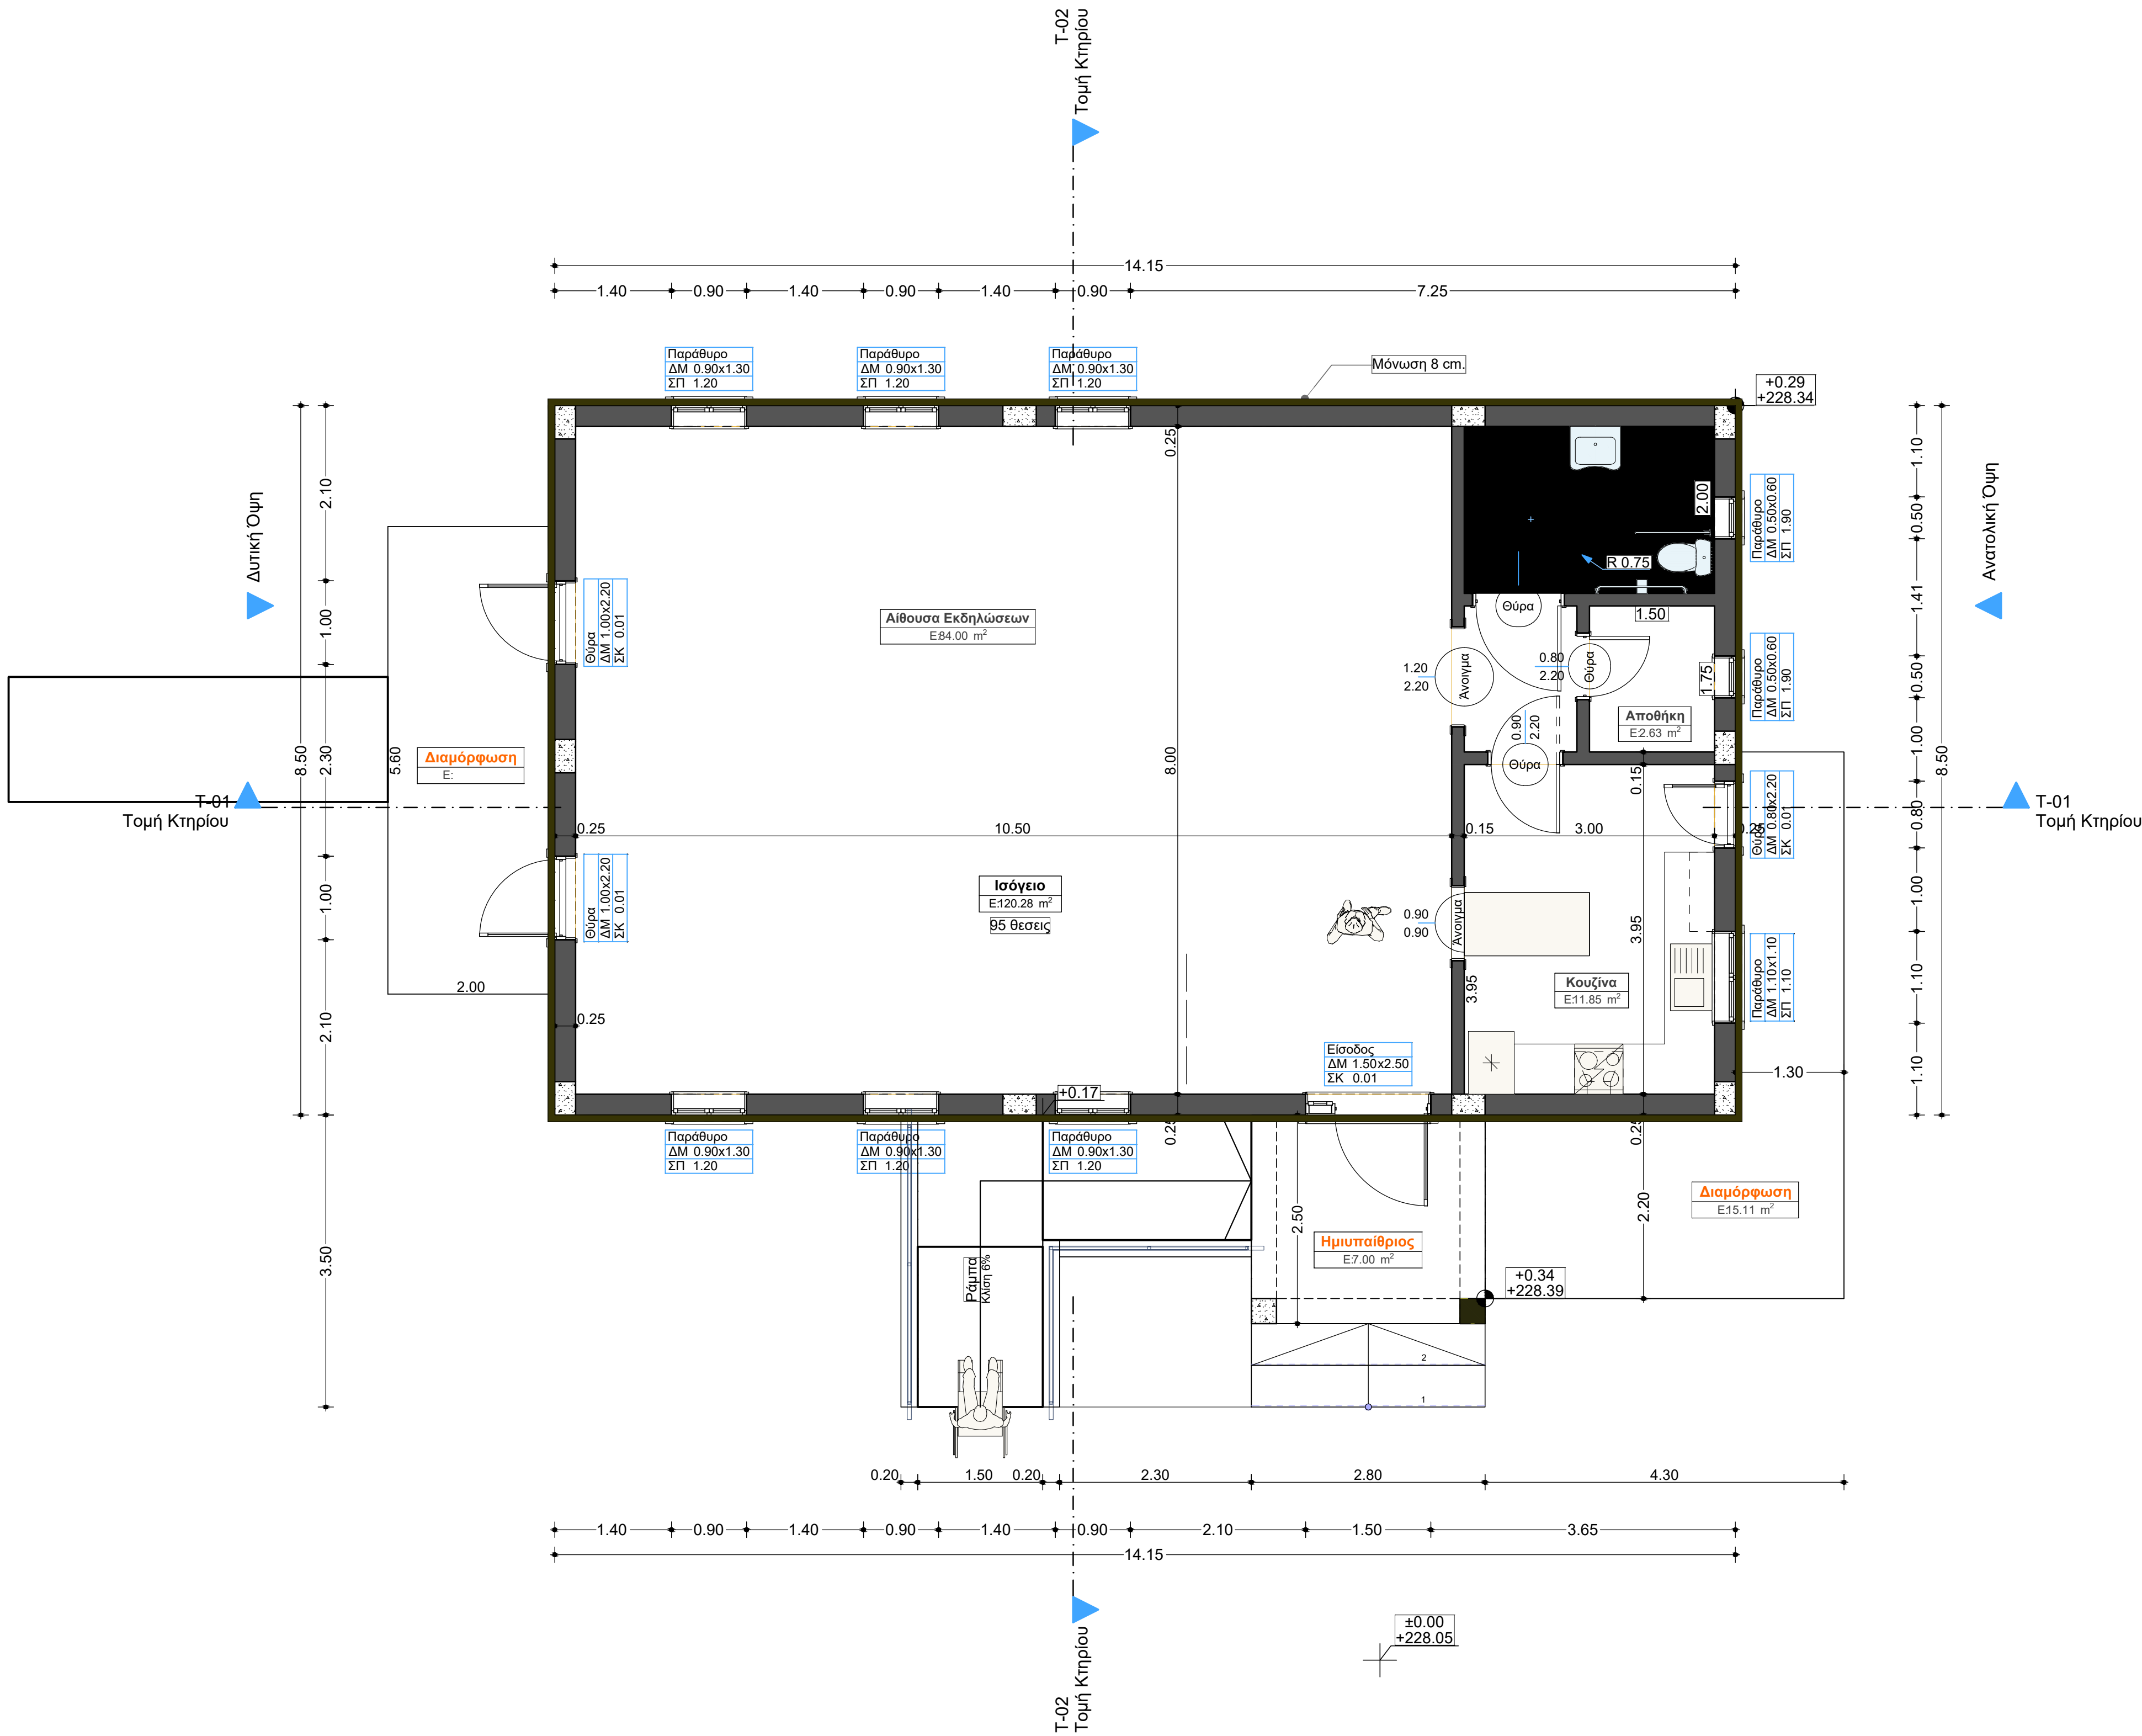 T-02
Τομή Κτηρίου
14.15
1.40
0.90
1.40
0.90
1.40
0.90
7.25
Παράθυρο
ΔΜ 0.90x1.30
ΣΠ 1.20
Παράθυρο
ΔΜ 0.90x1.30
ΣΠ 1.20
Παράθυρο
ΔΜ 0.90x1.30
ΣΠ 1.20
Μόνωση 8 cm.
+0.29
+228.34
Δυτική Όψη
8.50
2.10
1.00
2.30
1.00
2.10
3.50
T-01
Τομή Κτηρίου
5.60
Διαμόρφωση
E:
2.00
Θύρα
ΔΜ 1.00x2.20
ΣΚ 0.01
Θύρα
ΔΜ 1.00x2.20
ΣΚ 0.01
Αίθουσα Εκδηλώσεων
E:84.00 m²
0.25
8.00
0.25
10.50
0.15
3.00
0.25
Ισόγειο
E:120.28 m²
95 θεσεις
0.25
2.00
R 0.75
Θύρα
1.50
1.20
2.20
Άνοιγμα
0.80
2.20
Θύρα
1.75
Αποθήκη
E:2.63 m²
0.90
2.20
Θύρα
0.15
0.90
0.90
Άνοιγμα
3.95
3.95
Κουζίνα
E:11.85 m²
Παράθυρο
ΔΜ 0.50x0.60
ΣΠ 1.90
Παράθυρο
ΔΜ 0.50x0.60
ΣΠ 1.90
Θύρα
ΔΜ 0.80x2.20
ΣΚ 0.01
Παράθυρο
ΔΜ 1.10x1.10
ΣΠ 1.10
1.10
0.50
1.41
0.50
1.00
0.80
1.00
1.10
1.10
8.50
Ανατολική Όψη
T-01
Τομή Κτηρίου
1.30
Είσοδος
ΔΜ 1.50x2.50
ΣΚ 0.01
+0.17
0.25
0.25
Παράθυρο
ΔΜ 0.90x1.30
ΣΠ 1.20
Παράθυρο
ΔΜ 0.90x1.30
ΣΠ 1.20
Παράθυρο
ΔΜ 0.90x1.30
ΣΠ 1.20
Ράμπα
Κλίση 6%
2.50
Ημιυπαίθριος
E:7.00 m²
2.20
Διαμόρφωση
E:15.11 m²
+0.34
+228.39
2
1
0.20
1.50
0.20
2.30
2.80
4.30
1.40
0.90
1.40
0.90
1.40
0.90
2.10
1.50
3.65
14.15
±0.00
+228.05
T-02
Τομή Κτηρίου